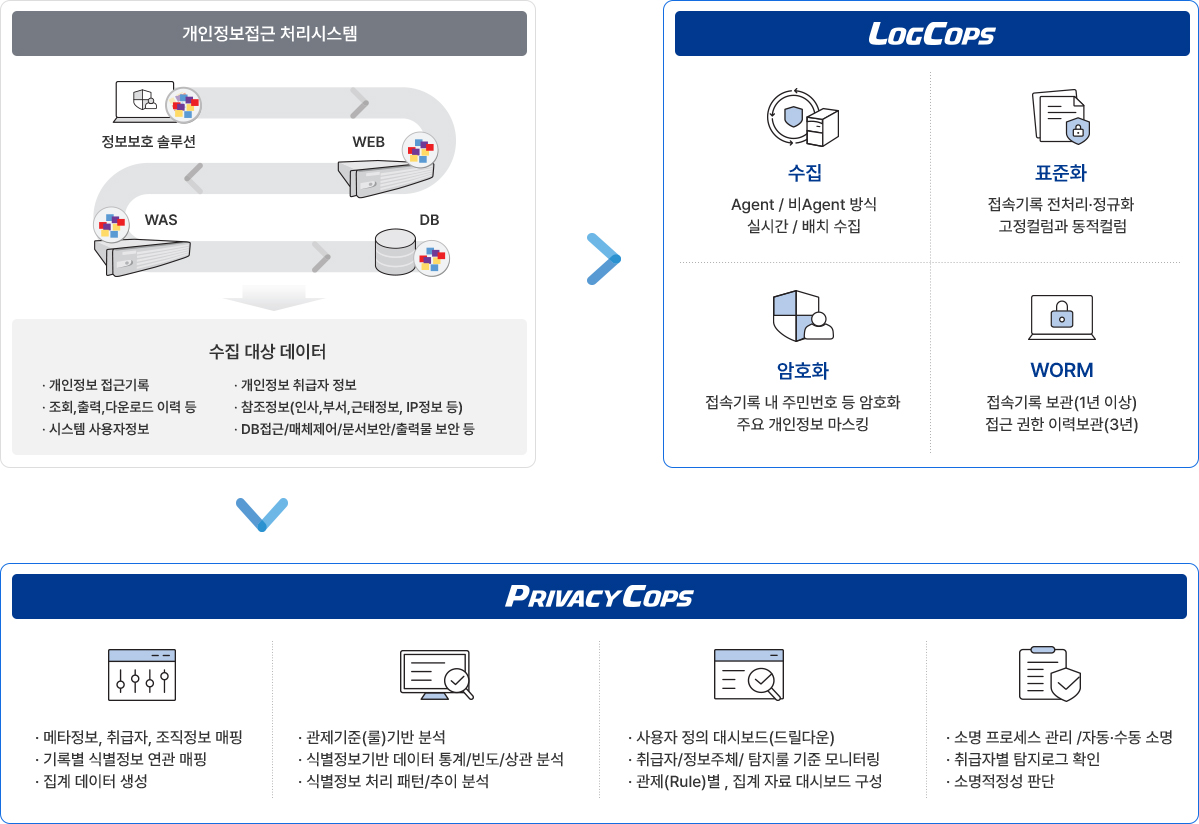 개인정보접근 처리시스템
정보보호 솔루션
WEB
WAS
DB
수집 대상 데이터
· 개인정보 접근기록
· 조회,출력,다운로드 이력 등
· 시스템 사용자정보
· 개인정보 취급자 정보
· 참조정보(인사,부서,근태정보, IP정보 등)
· DB접근/매체제어/문서보안/출력물 보안 등
LOGCOPS
수집
Agent / 비Agent 방식
실시간 / 배치 수집
표준화
접속기록 전처리·정규화
고정컬럼과 동적컬럼
암호화
접속기록 내 주민번호 등 암호화
주요 개인정보 마스킹
WORM
접속기록 보관(1년 이상)
접근 권한 이력보관(3년)
PRIVACYCOPS
· 메타정보, 취급자, 조직정보 매핑
· 기록별 식별정보 연관 매핑
· 집계 데이터 생성
· 관제기준(룰)기반 분석
· 식별정보기반 데이터 통계/빈도/상관 분석
· 식별정보 처리 패턴/추이 분석
· 사용자 정의 대시보드(드릴다운)
· 취급자/정보주체/ 탐지룰 기준 모니터링
· 관제(Rule)별 , 집계 자료 대시보드 구성
· 소명 프로세스 관리 /자동·수동 소명
· 취급자별 탐지로그 확인
· 소명적정성 판단